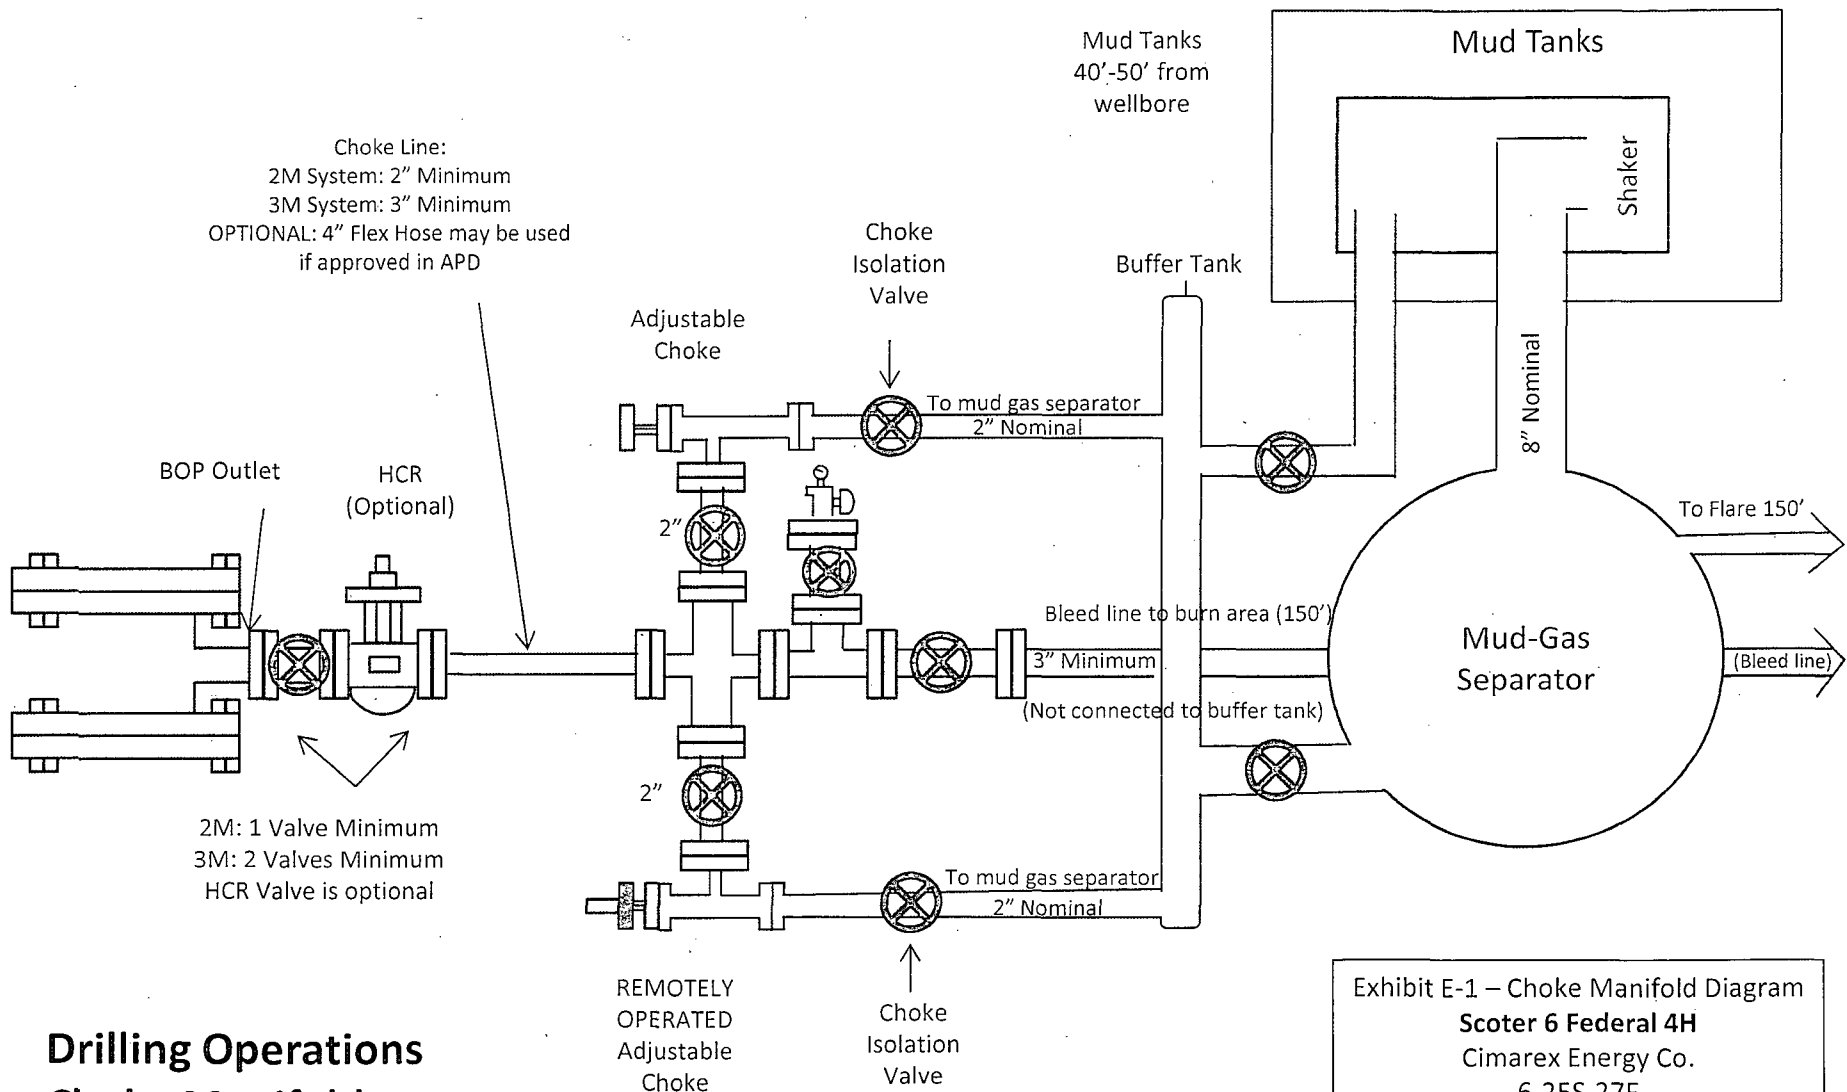 Mud Tanks
40'-50' from
wellbore
Mud Tanks
Shaker
Choke Line:
2M System: 2" Minimum
3M System: 3" Minimum
OPTIONAL: 4" Flex Hose may be used
if approved in APD
Choke
Isolation
Valve
Buffer Tank
Adjustable
Choke
8" Nominal
To mud gas separator
2" Nominal
BOP Outlet
HCR
(Optional)
2"
To Flare 150'
Bleed line to burn area (150')
3" Minimum
(Not connected to buffer tank)
Mud-Gas
Separator
(Bleed line)
2"
2M: 1 Valve Minimum
3M: 2 Valves Minimum
HCR Valve is optional
To mud gas separator
2" Nominal
REMOTELY
OPERATED
Adjustable
Choke
Choke
Isolation
Valve
Drilling Operations
Exhibit E-1 – Choke Manifold Diagram
Scoter 6 Federal 4H
Cimarex Energy Co.